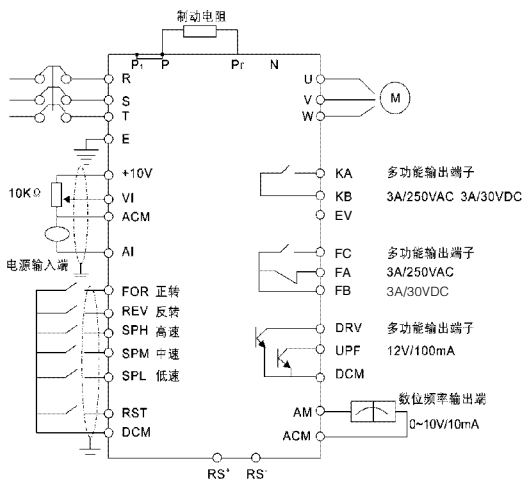 制动电阻
P1 P Pr N
R U
S V M
T W
E
+10V KA 多功能输出端子
10KΩ VI KB 3A/250VAC 3A/30VDC
ACM EV
电源输入端 AI FC 多功能输出端子
FA 3A/250VAC
FOR 正转 FB 3A/30VDC
REV 反转
SPH 高速 DRV 多功能输出端子
SPM 中速 UPF 12V/100mA
SPL 低速 DCM
数位频率输出端
RST AM
0~10V/10mA
DCM ACM
RS+ RS-